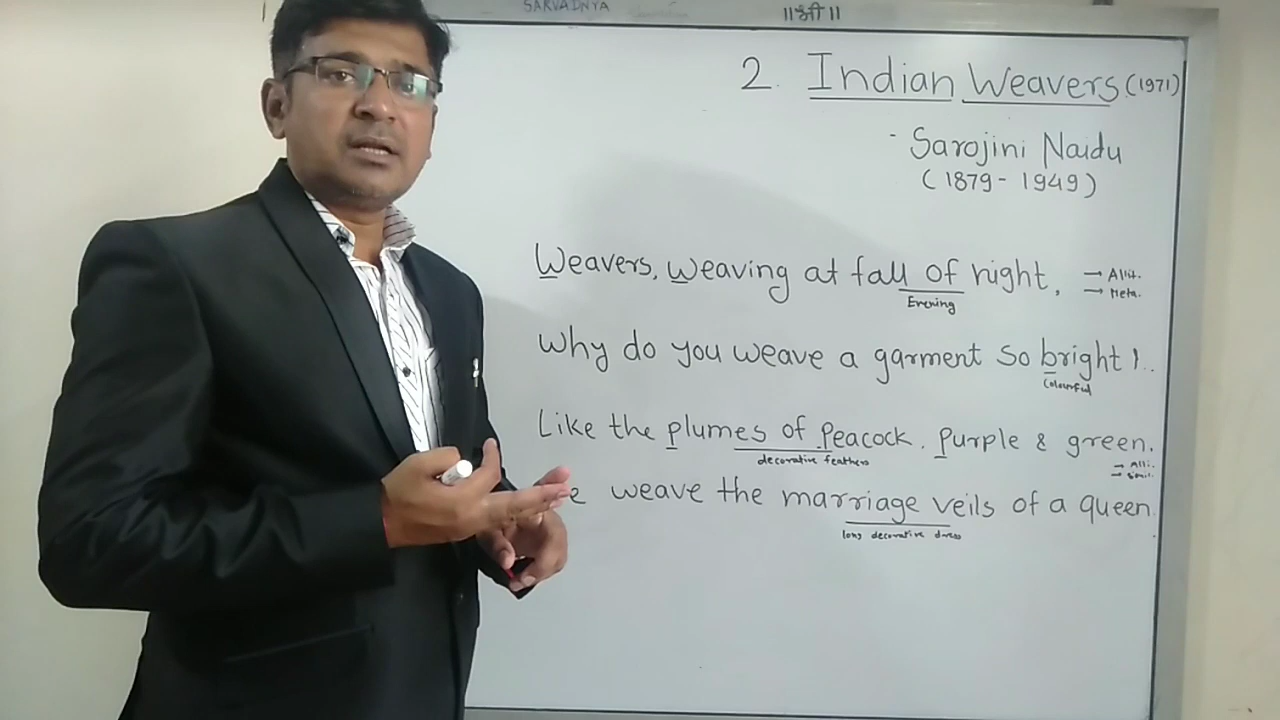 SARVADNYA
॥श्री॥
2. Indian Weavers (1971)
- Sarojini Naidu
(1879 - 1949)
Weavers, weaving at fall of night,
→ Allit.
→ Meta.
Evening
Why do you weave a garment so bright !..
Colourful
Like the plumes of Peacock, Purple & green,
decorative feathers
→ Alli.
→ Simi.
e weave the marriage veils of a queen.
long decorative dress